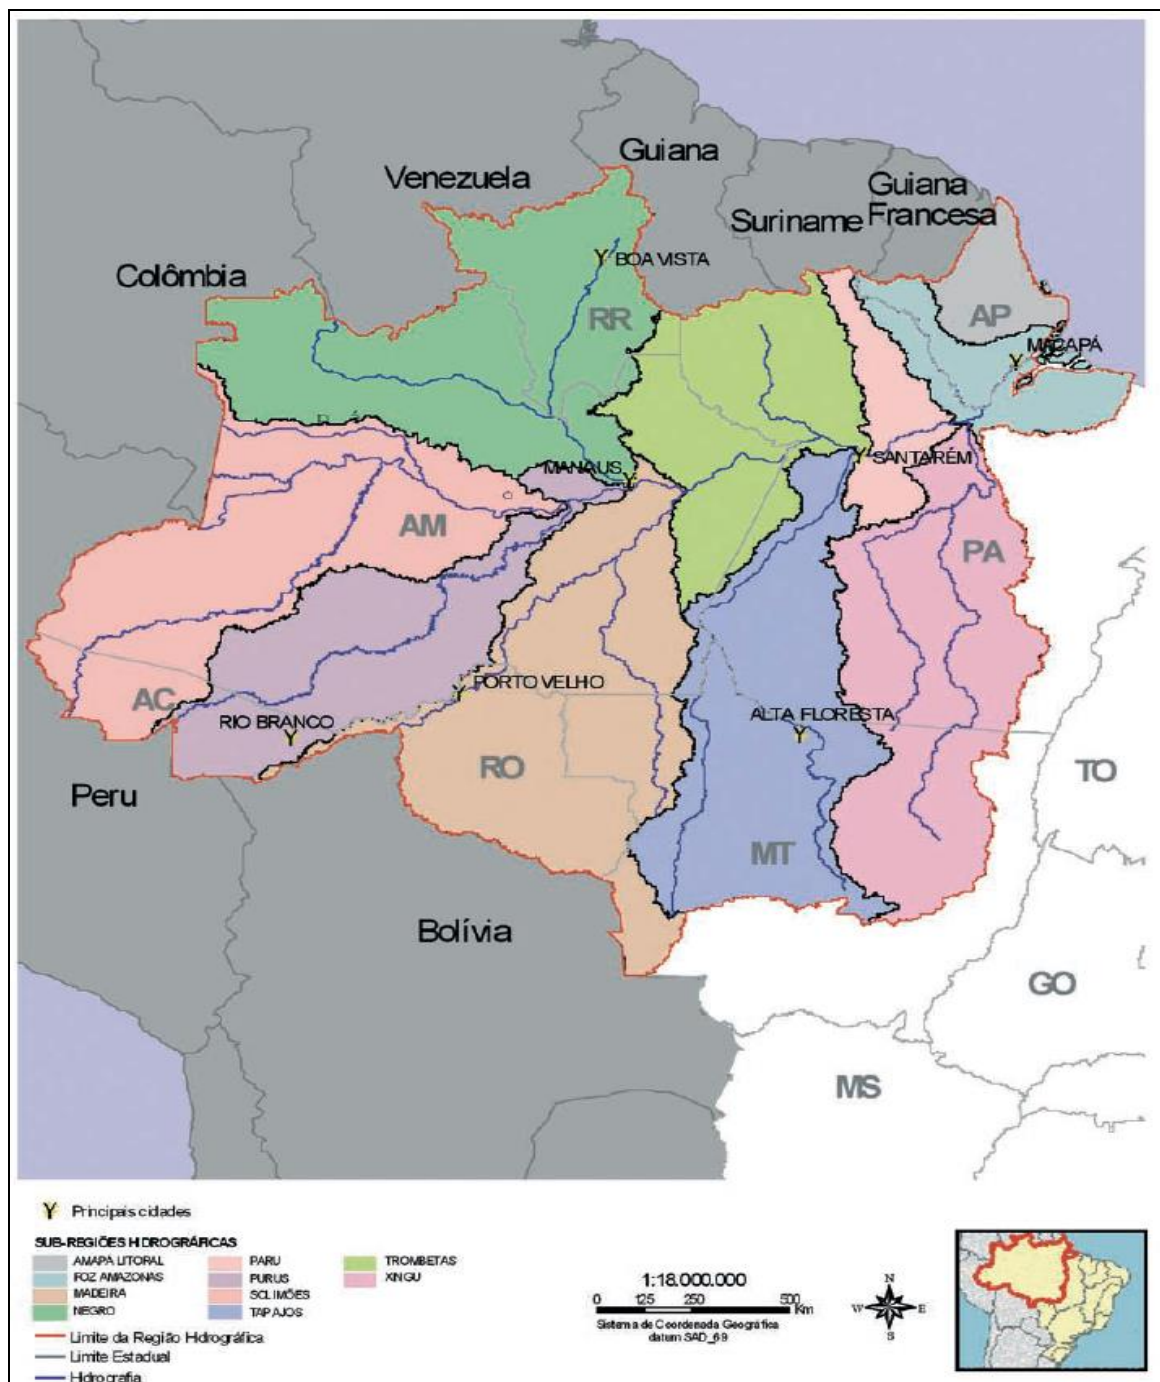 Guiana
Venezuela
Guiana
Francesa
Suriname
Colômbia
BOA VISTA
RR
AP
MACAPÁ
MANAUS
SANTARÉM
AM
PA
PORTO VELHO
AC
RIO BRANCO
ALTA FLORESTA
RO
TO
Peru
MT
Bolívia
GO
MS
Y Principais cidades
SUB-REGIÕES HIDROGRÁFICAS
AMAPÁ LITORAL PARU TROMBETAS
FOZ AMAZONAS PURUS XINGU
MADEIRA SCLIMÕES
NEGRO TAPAJOS
Limite da Região Hidrográfica
Limite Estadual
Hidrografia
1:18.000.000
0 125 250 500
Km
Sistema de Coordenada Geográfica
datum SAD_69
N
W E
S